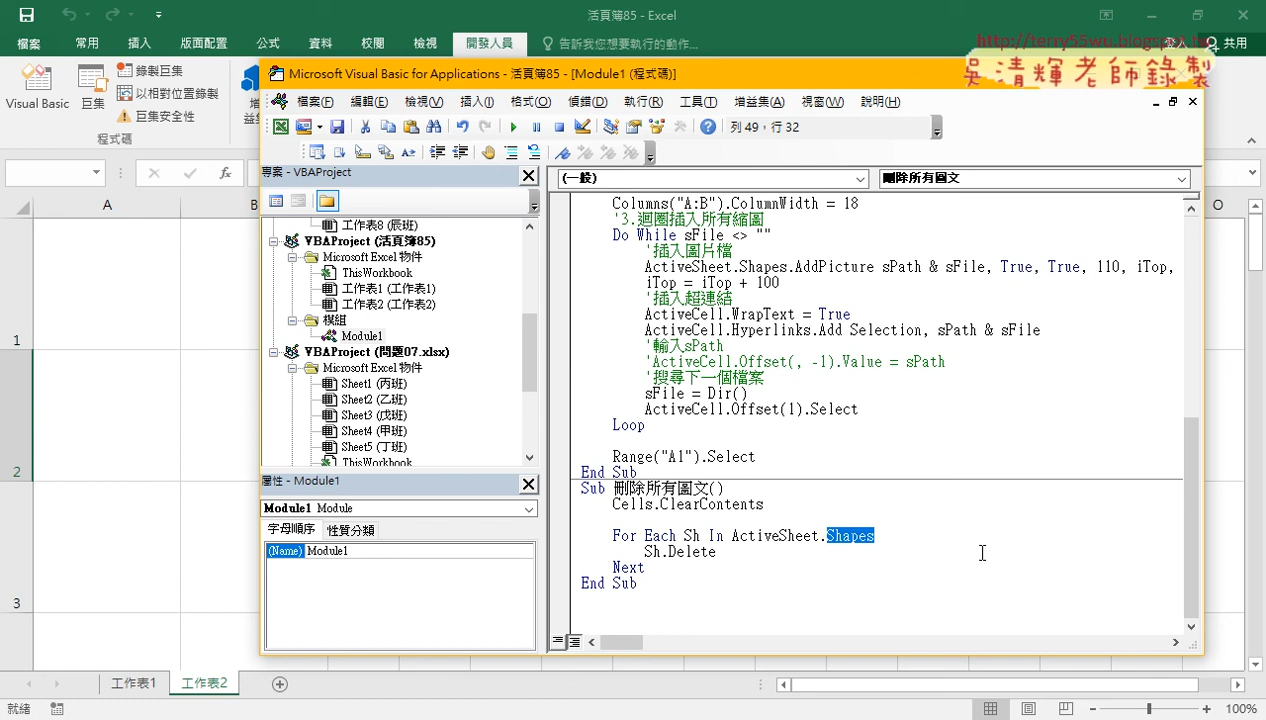 活頁簿85 - Excel
檔案 常用 插入 版面配置 公式 資料 校閱 檢視 開發人員 告訴我您想要執行的動作... 登入 共用
http://terry55wu.blogspot.tw
吳清輝老師錄製
Visual Basic 巨集 錄製巨集
以相對位置錄製
巨集安全性
程式碼
Microsoft Visual Basic for Applications - 活頁簿85 - [Module1 (程式碼)]
檔案(F) 編輯(E) 檢視(V) 插入(I) 格式(O) 偵錯(D) 執行(R) 工具(T) 增益集(A) 視窗(W) 說明(H)
列 49，行 32
專案 - VBAProject
(一般) 刪除所有圖文
工作表8 (辰班)
VBAProject (活頁簿85)
Microsoft Excel 物件
ThisWorkbook
工作表1 (工作表1)
工作表2 (工作表2)
模組
Module1
VBAProject (問題07.xlsx)
Microsoft Excel 物件
Sheet1 (丙班)
Sheet2 (乙班)
Sheet3 (戊班)
Sheet4 (甲班)
Sheet5 (丁班)
ThisWorkbook
屬性 - Module1
Module1 Module
字母順序 性質分類
(Name) Module1
Columns("A:B").ColumnWidth = 18
'3.迴圈插入所有縮圖
Do While sFile <> ""
'插入圖片檔
ActiveSheet.Shapes.AddPicture sPath & sFile, True, True, 110, iTop,
iTop = iTop + 100
'插入超連結
ActiveCell.WrapText = True
ActiveCell.Hyperlinks.Add Selection, sPath & sFile
'輸入sPath
'ActiveCell.Offset(, -1).Value = sPath
'搜尋下一個檔案
sFile = Dir()
ActiveCell.Offset(1).Select
Loop
Range("A1").Select
End Sub
Sub 刪除所有圖文()
Cells.ClearContents
For Each Sh In ActiveSheet.Shapes
Sh.Delete
Next
End Sub
A B O
1
2
3
工作表1 工作表2
就緒 100%